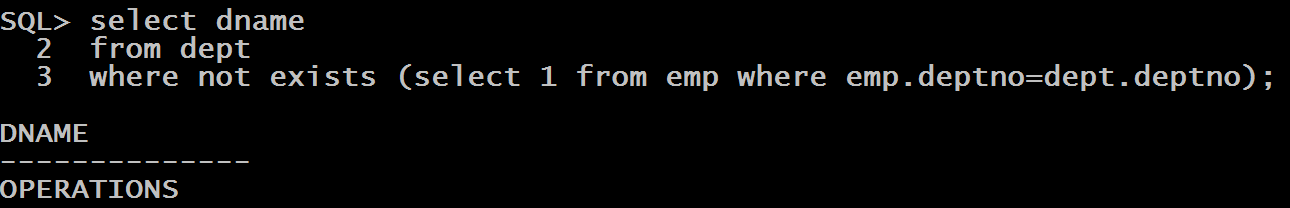 SQL> select dname
  2  from dept
  3  where not exists (select 1 from emp where emp.deptno=dept.deptno);

DNAME
--------------
OPERATIONS